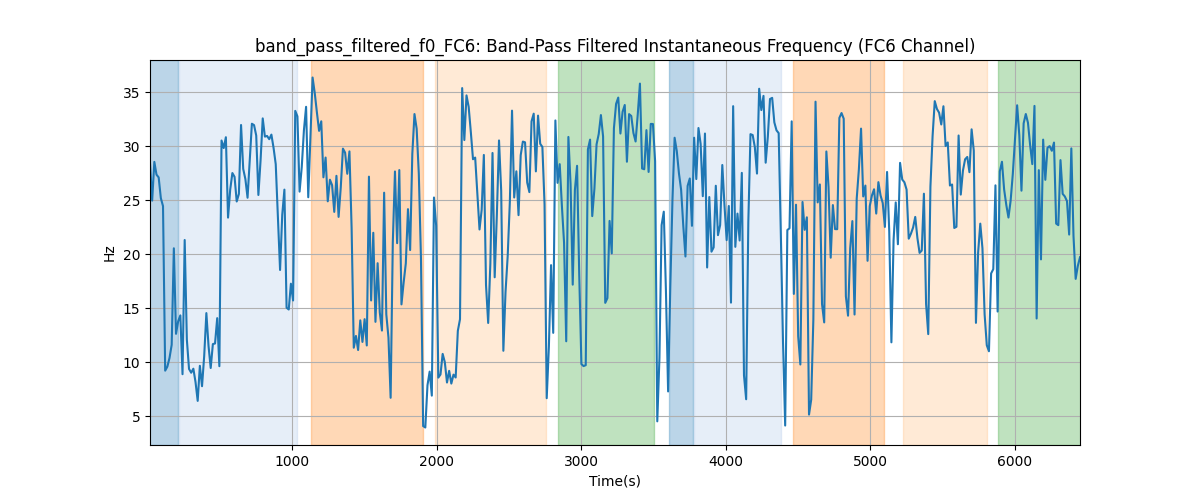 band_pass_filtered_f0_FC6: Band-Pass Filtered Instantaneous Frequency (FC6 Channel)
35
30
25
20
15
10
5
Hz
1000 2000 3000 4000 5000 6000
Time(s)